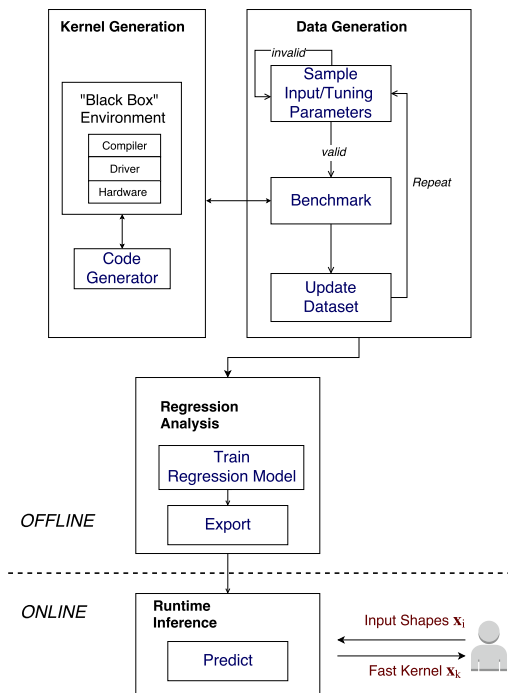 Kernel Generation
"Black Box"
Environment
Compiler
Driver
Hardware
Code
Generator
Data Generation
invalid
Sample
Input/Tuning
Parameters
valid
Benchmark
Repeat
Update
Dataset
Regression
Analysis
Train
Regression Model
Export
OFFLINE
ONLINE
Runtime
Inference
Predict
Input Shapes xi
Fast Kernel xk